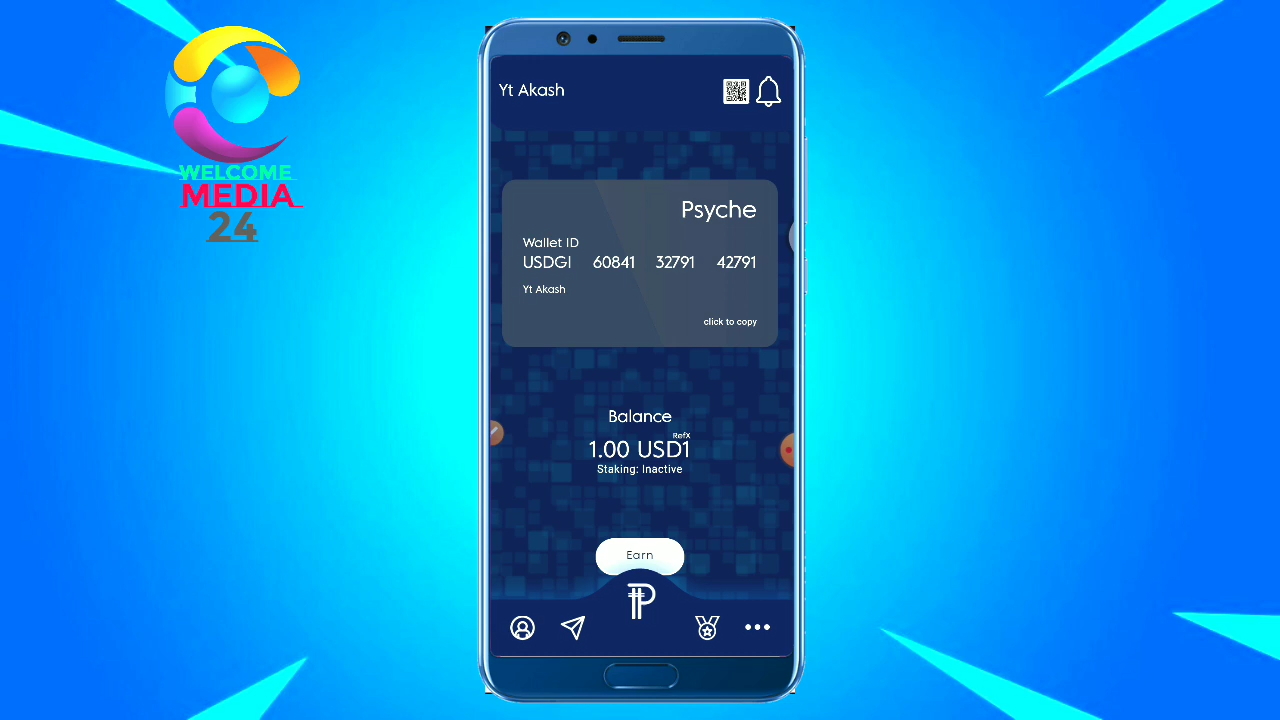 WELCOME
MEDIA
24
Yt Akash
Psyche
Wallet ID
USDGI 60841 32791 42791
Yt Akash
click to copy
Balance
RefX
1.00 USD1
Staking: Inactive
Earn